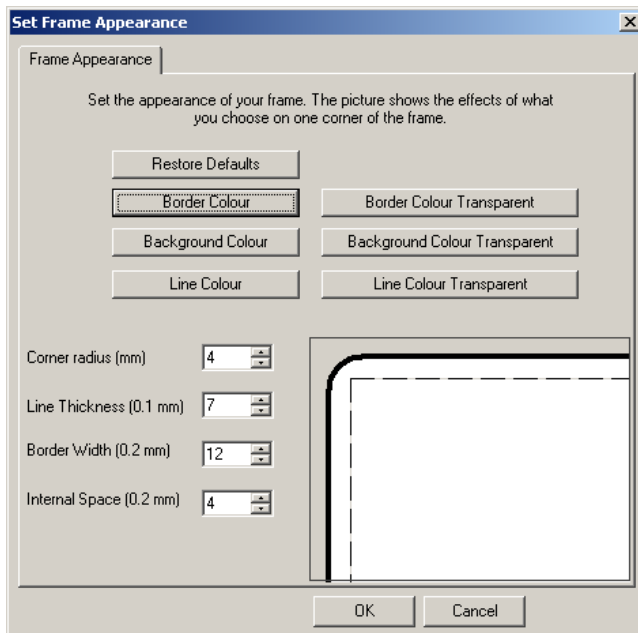 Set Frame Appearance
Frame Appearance
Set the appearance of your frame. The picture shows the effects of what
you choose on one corner of the frame.
Restore Defaults
Border Colour
Border Colour Transparent
Background Colour
Background Colour Transparent
Line Colour
Line Colour Transparent
Corner radius (mm)
4
Line Thickness (0.1 mm)
7
Border Width (0.2 mm)
12
Internal Space (0.2 mm)
4
OK
Cancel